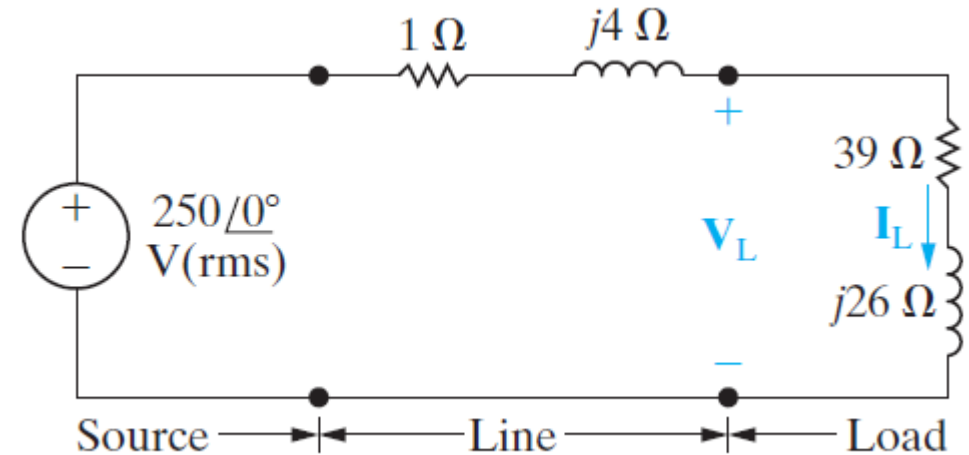 1 Ω
j4 Ω
+
39 Ω
+
250/0°
V(rms)
−
V_L
I_L
j26 Ω
−
Source
Line
Load